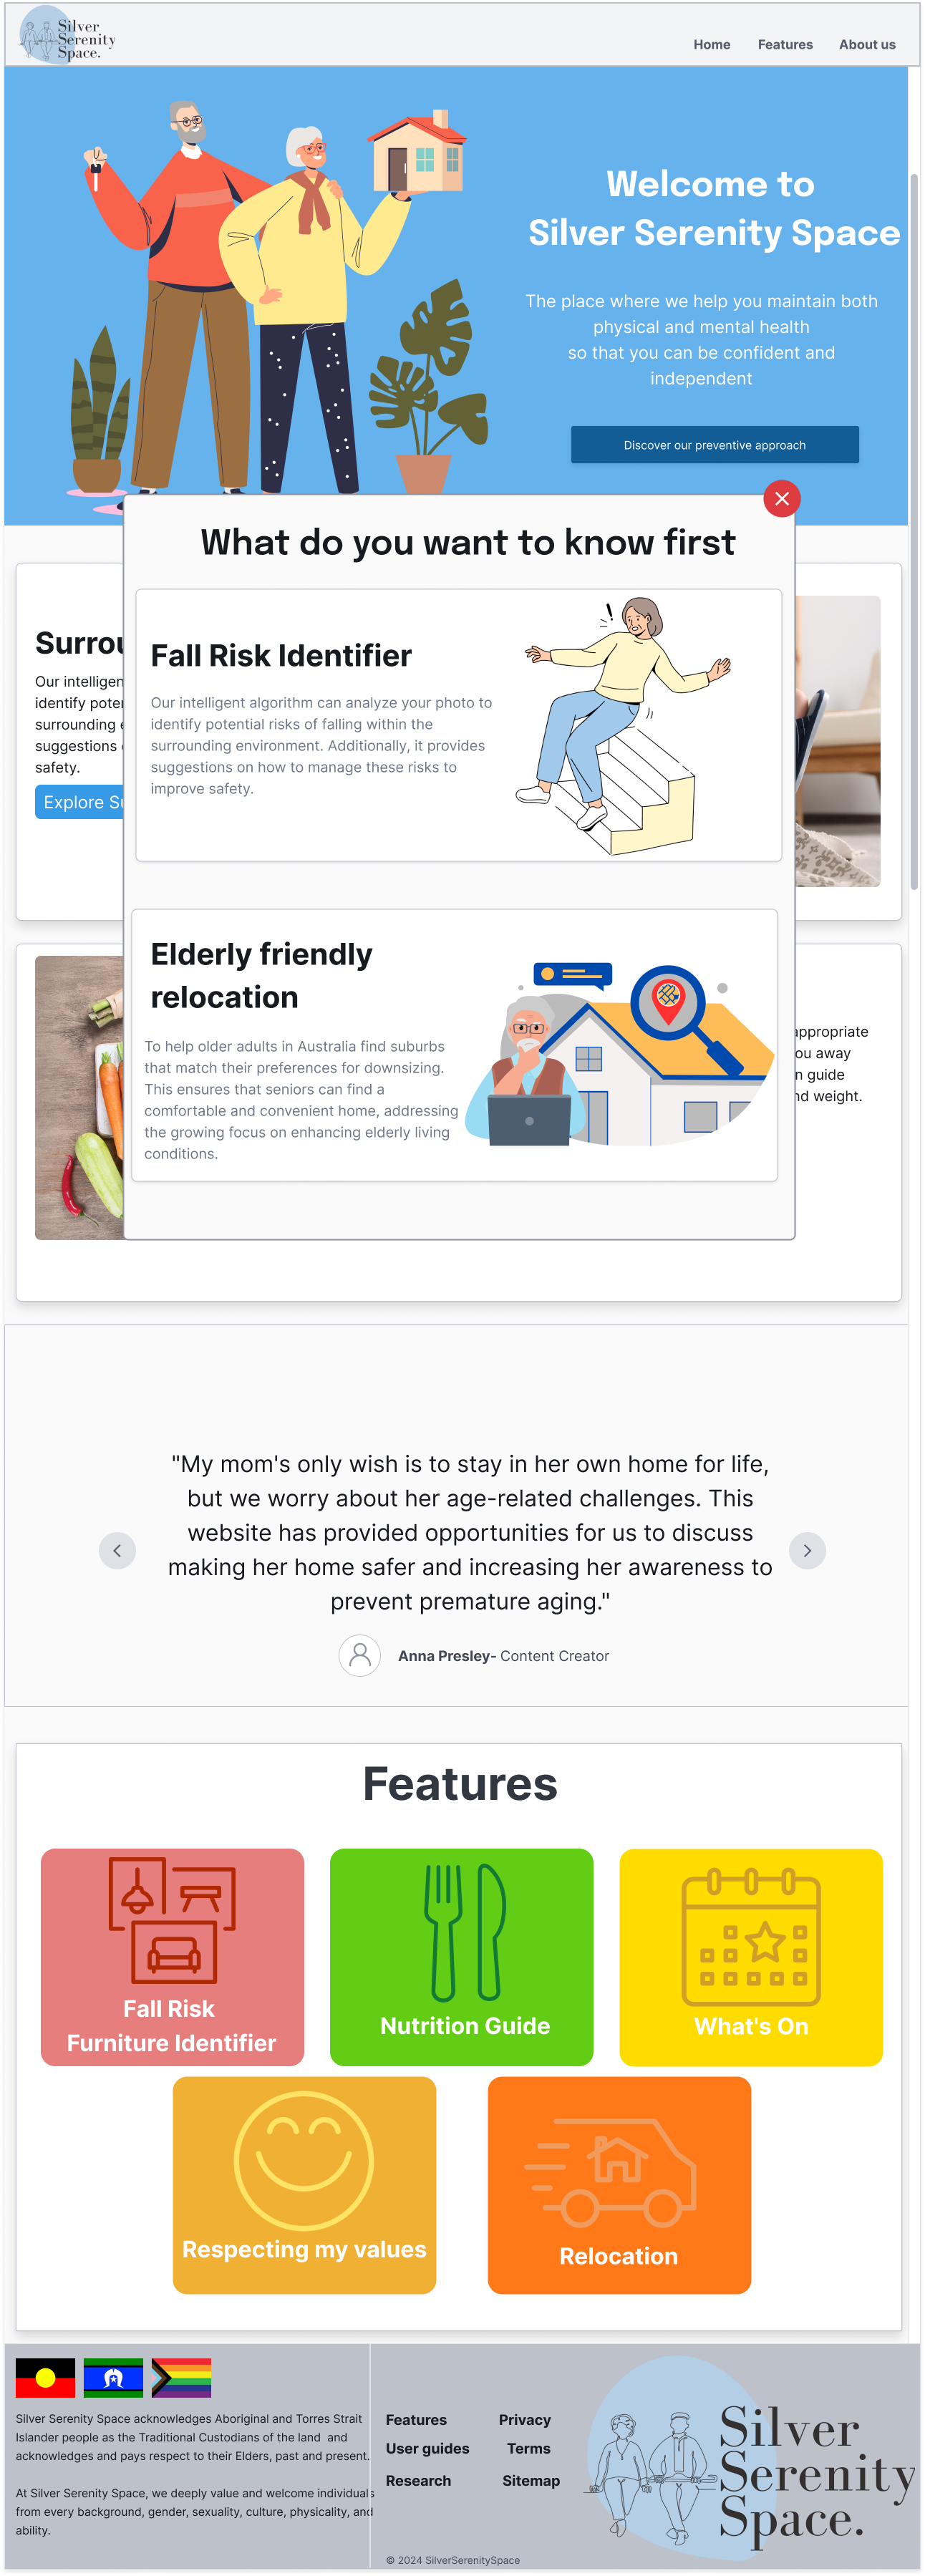 Silver
Serenity
Space.
Home Features About us
Welcome to
Silver Serenity Space
The place where we help you maintain both
physical and mental health
so that you can be confident and
independent
Discover our preventive approach
What do you want to know first
Surrou
Our intelligen
identify poter
surrounding e
suggestions
safety.
Explore Su
Fall Risk Identifier
Our intelligent algorithm can analyze your photo to
identify potential risks of falling within the
surrounding environment. Additionally, it provides
suggestions on how to manage these risks to
improve safety.
Elderly friendly
relocation
To help older adults in Australia find suburbs
that match their preferences for downsizing.
This ensures that seniors can find a
comfortable and convenient home, addressing
the growing focus on enhancing elderly living
conditions.
appropriate
ou away
n guide
nd weight.
"My mom's only wish is to stay in her own home for life,
but we worry about her age-related challenges. This
website has provided opportunities for us to discuss
making her home safer and increasing her awareness to
prevent premature aging."
Anna Presley- Content Creator
Features
Fall Risk
Furniture Identifier
Nutrition Guide
What's On
Respecting my values
Relocation
Silver Serenity Space acknowledges Aboriginal and Torres Strait
Islander people as the Traditional Custodians of the land and
acknowledges and pays respect to their Elders, past and present.
At Silver Serenity Space, we deeply value and welcome individuals
from every background, gender, sexuality, culture, physicality, and
ability.
Features Privacy
User guides Terms
Research Sitemap
© 2024 SilverSerenitySpace
Silver
Serenity
Space.